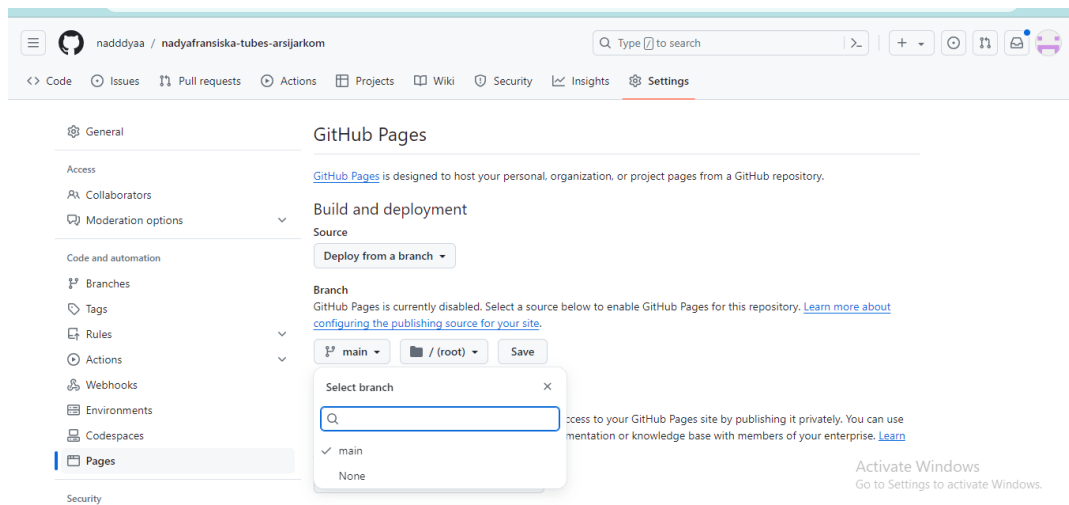 nadddyaa / nadyafransiska-tubes-arsijarkom
Type / to search
Code Issues Pull requests Actions Projects Wiki Security Insights Settings
General
Access
Collaborators
Moderation options
Code and automation
Branches
Tags
Rules
Actions
Webhooks
Environments
Codespaces
Pages
Security
GitHub Pages
GitHub Pages is designed to host your personal, organization, or project pages from a GitHub repository.
Build and deployment
Source
Deploy from a branch
Branch
GitHub Pages is currently disabled. Select a source below to enable GitHub Pages for this repository. Learn more about
configuring the publishing source for your site.
main / (root) Save
Select branch
main
None
ccess to your GitHub Pages site by publishing it privately. You can use
mentation or knowledge base with members of your enterprise. Learn
Activate Windows
Go to Settings to activate Windows.